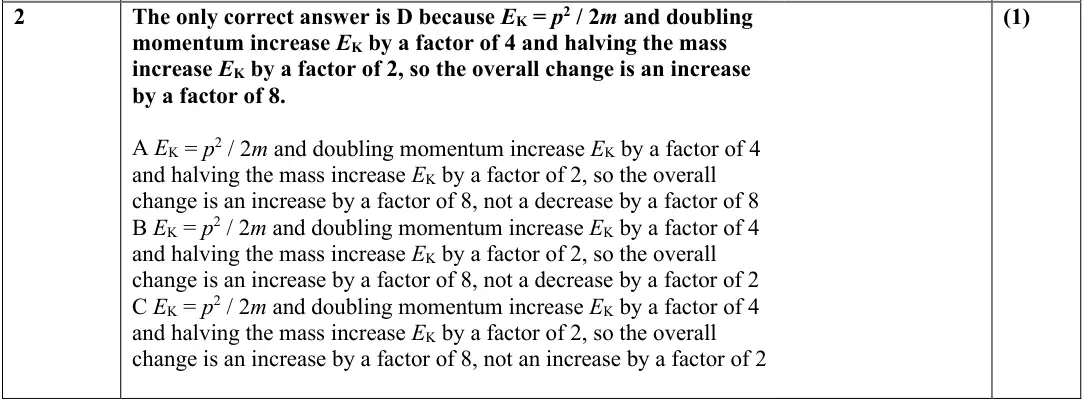 2 The only correct answer is D because EK = p² / 2m and doubling (1)
momentum increase EK by a factor of 4 and halving the mass
increase EK by a factor of 2, so the overall change is an increase
by a factor of 8.
A EK = p² / 2m and doubling momentum increase EK by a factor of 4
and halving the mass increase EK by a factor of 2, so the overall
change is an increase by a factor of 8, not a decrease by a factor of 8
B EK = p² / 2m and doubling momentum increase EK by a factor of 4
and halving the mass increase EK by a factor of 2, so the overall
change is an increase by a factor of 8, not a decrease by a factor of 2
C EK = p² / 2m and doubling momentum increase EK by a factor of 4
and halving the mass increase EK by a factor of 2, so the overall
change is an increase by a factor of 8, not an increase by a factor of 2